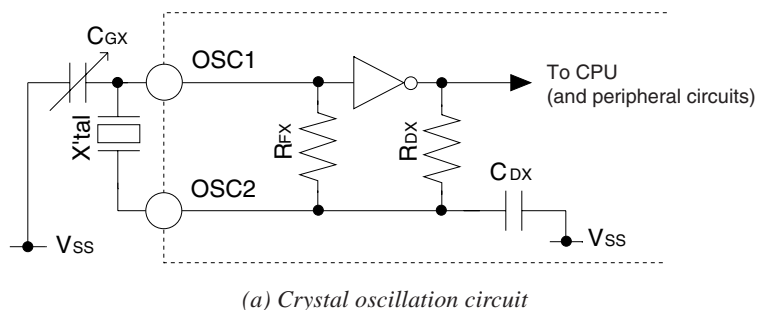 CGX
OSC1
To CPU
(and peripheral circuits)
X'tal
RFX
RDX
OSC2
CDX
VSS
VSS
(a) Crystal oscillation circuit